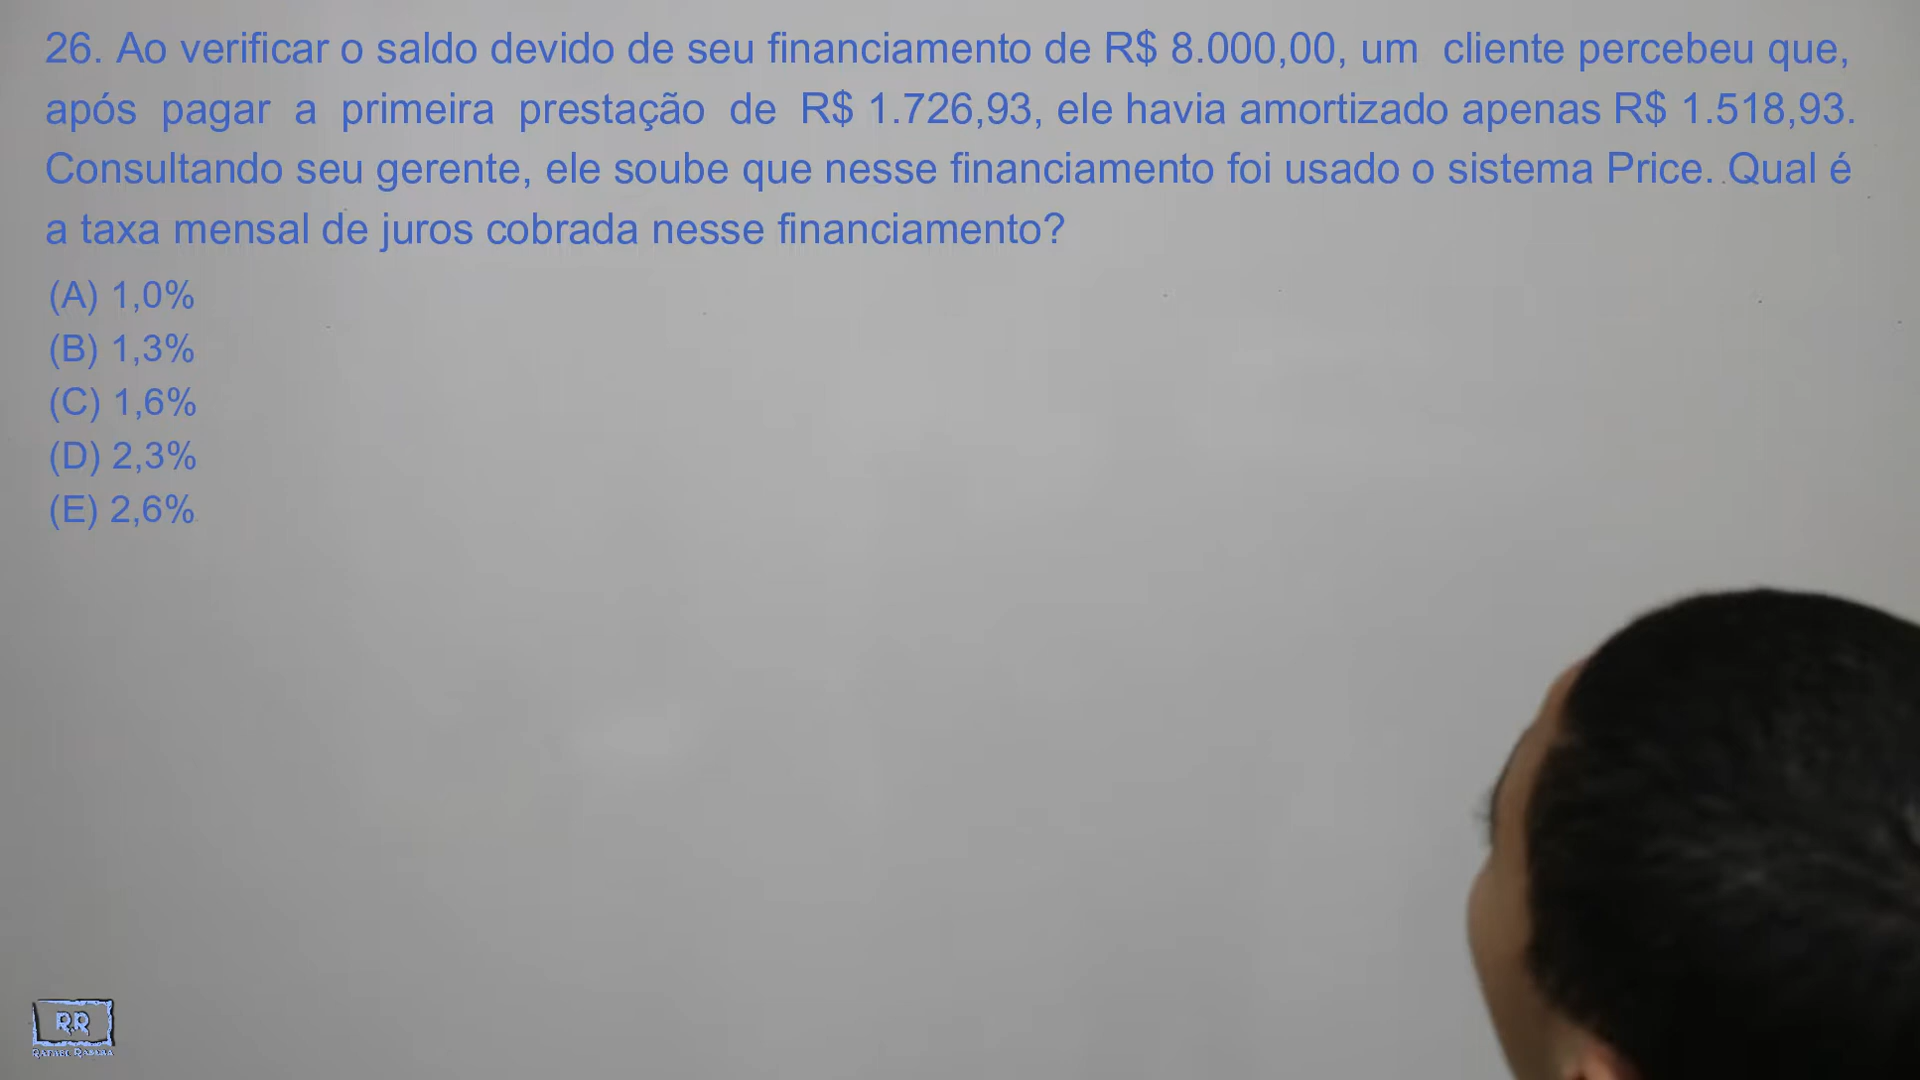 26. Ao verificar o saldo devido de seu financiamento de R$ 8.000,00, um cliente percebeu que,
após pagar a primeira prestação de R$ 1.726,93, ele havia amortizado apenas R$ 1.518,93.
Consultando seu gerente, ele soube que nesse financiamento foi usado o sistema Price. Qual é
a taxa mensal de juros cobrada nesse financiamento?
(A) 1,0%
(B) 1,3%
(C) 1,6%
(D) 2,3%
(E) 2,6%
RR